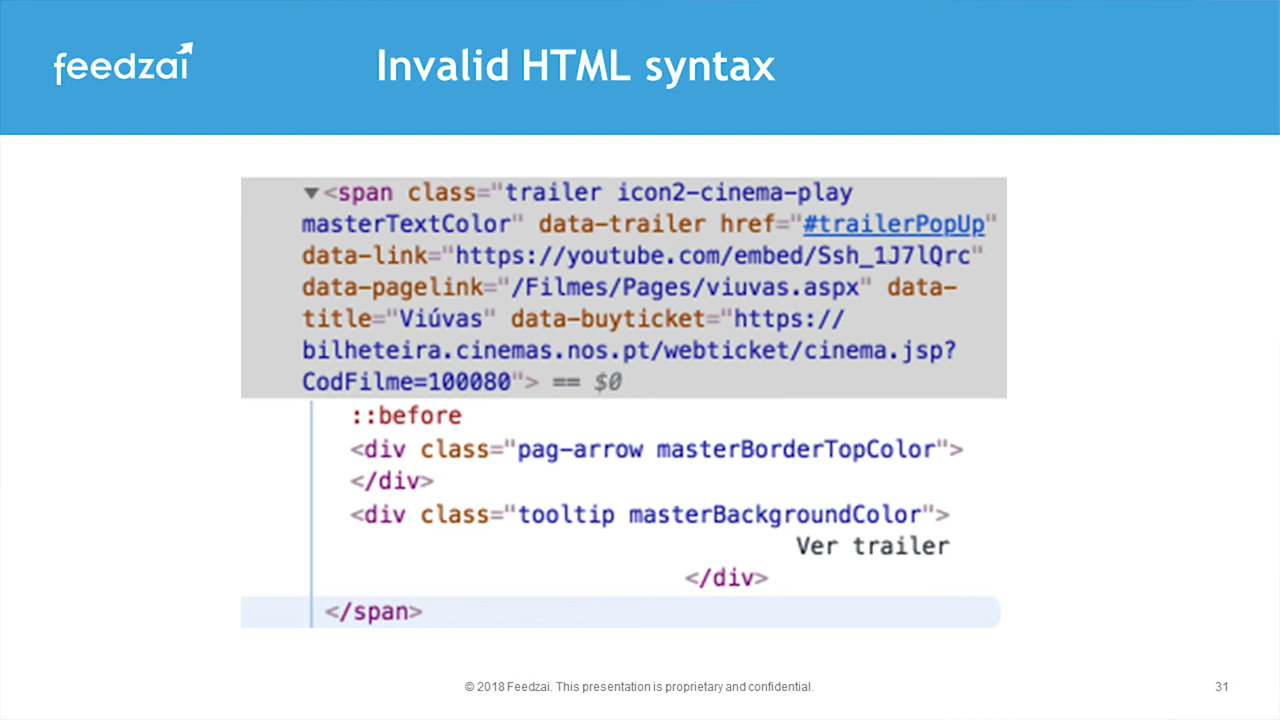 feedzai
Invalid HTML syntax
▼<span class="trailer icon2-cinema-play
masterTextColor" data-trailer href="#trailerPopUp"
data-link="https://youtube.com/embed/Ssh_1J7lQrc"
data-pagelink="/Filmes/Pages/viuvas.aspx" data-
title="Viúvas" data-buyticket="https://
bilheteira.cinemas.nos.pt/webticket/cinema.jsp?
CodFilme=100080"> == $0
::before
<div class="pag-arrow masterBorderTopColor">
</div>
<div class="tooltip masterBackgroundColor">
Ver trailer
</div>
</span>
© 2018 Feedzai. This presentation is proprietary and confidential.
31